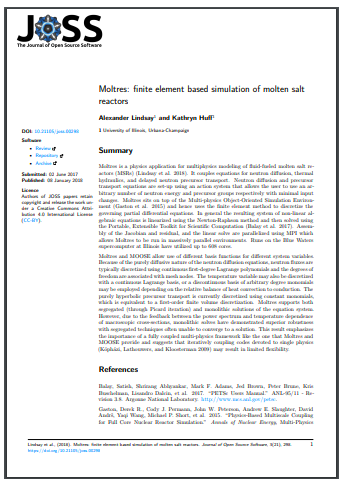 JOSS
The Journal of Open Source Software
Moltres: finite element based simulation of molten salt
reactors
Alexander Lindsay¹ and Kathryn Huff¹
1 University of Illinois, Urbana-Champaign
DOI: 10.21105/joss.00298
Software
• Review
• Repository
• Archive
Submitted: 02 June 2017
Published: 08 January 2018
Licence
Authors of JOSS papers retain
copyright and release the work un-
der a Creative Commons Attri-
bution 4.0 International License
(CC-BY).
Summary
Moltres is a physics application for multiphysics modeling of fluid-fueled molten salt re-
actors (MSRs) (Lindsay et al. 2018). It couples equations for neutron diffusion, thermal
hydraulics, and delayed neutron precursor transport. Neutron diffusion and precursor
transport equations are set-up using an action system that allows the user to use an ar-
bitrary number of neutron energy and precursor groups respectively with minimal input
changes. Moltres sits on top of the Multi-physics Object-Oriented Simulation Environ-
ment (Gaston et al. 2015) and hence uses the finite element method to discretize the
governing partial differential equations. In general the resulting system of non-linear al-
gebraic equations is linearized using the Newton-Raphson method and then solved using
the Portable, Extensible Toolkit for Scientific Computation (Balay et al. 2017). Assem-
bly of the Jacobian and residual, and the linear solve are parallelized using MPI which
allows Moltres to be run in massively parallel environments. Runs on the Blue Waters
supercomputer at Illinois have utilized up to 608 cores.
Moltres and MOOSE allow use of different basis functions for different system variables.
Because of the purely diffusive nature of the neutron diffusion equations, neutron fluxes are
typically discretized using continuous first-degree Lagrange polynomials and the degrees of
freedom are associated with mesh nodes. The temperature variable may also be discretized
with a continuous Lagrange basis, or a discontinuous basis of arbitrary degree monomials
may be employed depending on the relative balance of heat convection to conduction. The
purely hyperbolic precursor transport is currently discretized using constant monomials,
which is equivalent to a first-order finite volume discretization. Moltres supports both
segregated (through Picard iteration) and monolithic solutions of the equation system.
However, due to the feedback between the power spectrum and temperature dependence
of macroscopic cross-sections, monolithic solves have demonstrated superior robustness
with segregated techniques often unable to converge to a solution. This result emphasizes
the importance of a fully coupled multi-physics framework like the one that Moltres and
MOOSE provide and suggests that iteratively coupling codes devoted to single physics
(Kópházi, Lathouwers, and Kloosterman 2009) may result in limited feasibility.
References
Balay, Satish, Shrirang Abhyankar, Mark F. Adams, Jed Brown, Peter Brune, Kris
Buschelman, Lisandro Dalcin, et al. 2017. “PETSc Users Manual.” ANL-95/11 - Re-
vision 3.8. Argonne National Laboratory. http://www.mcs.anl.gov/petsc.
Gaston, Derek R., Cody J. Permann, John W. Peterson, Andrew E. Slaughter, David
Andrš, Yaqi Wang, Michael P. Short, et al. 2015. “Physics-Based Multiscale Coupling
for Full Core Nuclear Reactor Simulation.” Annals of Nuclear Energy, Multi-Physics
Lindsay et al., (2018). Moltres: finite element based simulation of molten salt reactors. Journal of Open Source Software, 3(21), 298. 1
https://doi.org/10.21105/joss.00298